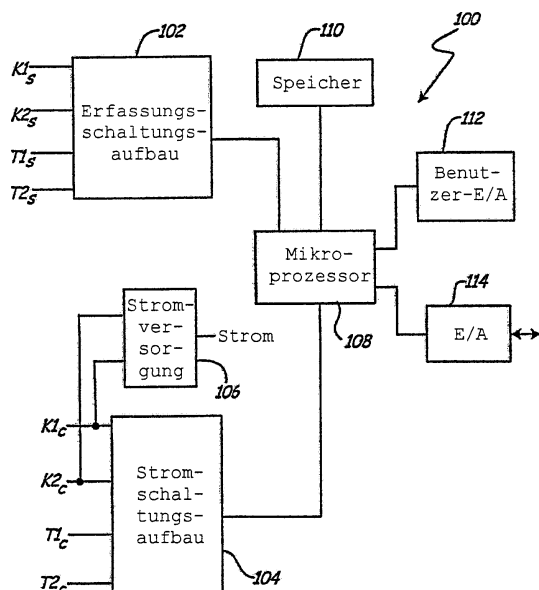 102
110
100
K1s
K2s
T1s
T2s
Erfassungs-
schaltungs-
aufbau
Speicher
112
Benut-
zer-E/A
Mikro-
prozessor
108
114
E/A
Strom-
ver-
sor-
gung
Strom
106
K1c
K2c
T1c
T2c
Strom-
schal-
tungs-
aufbau
104